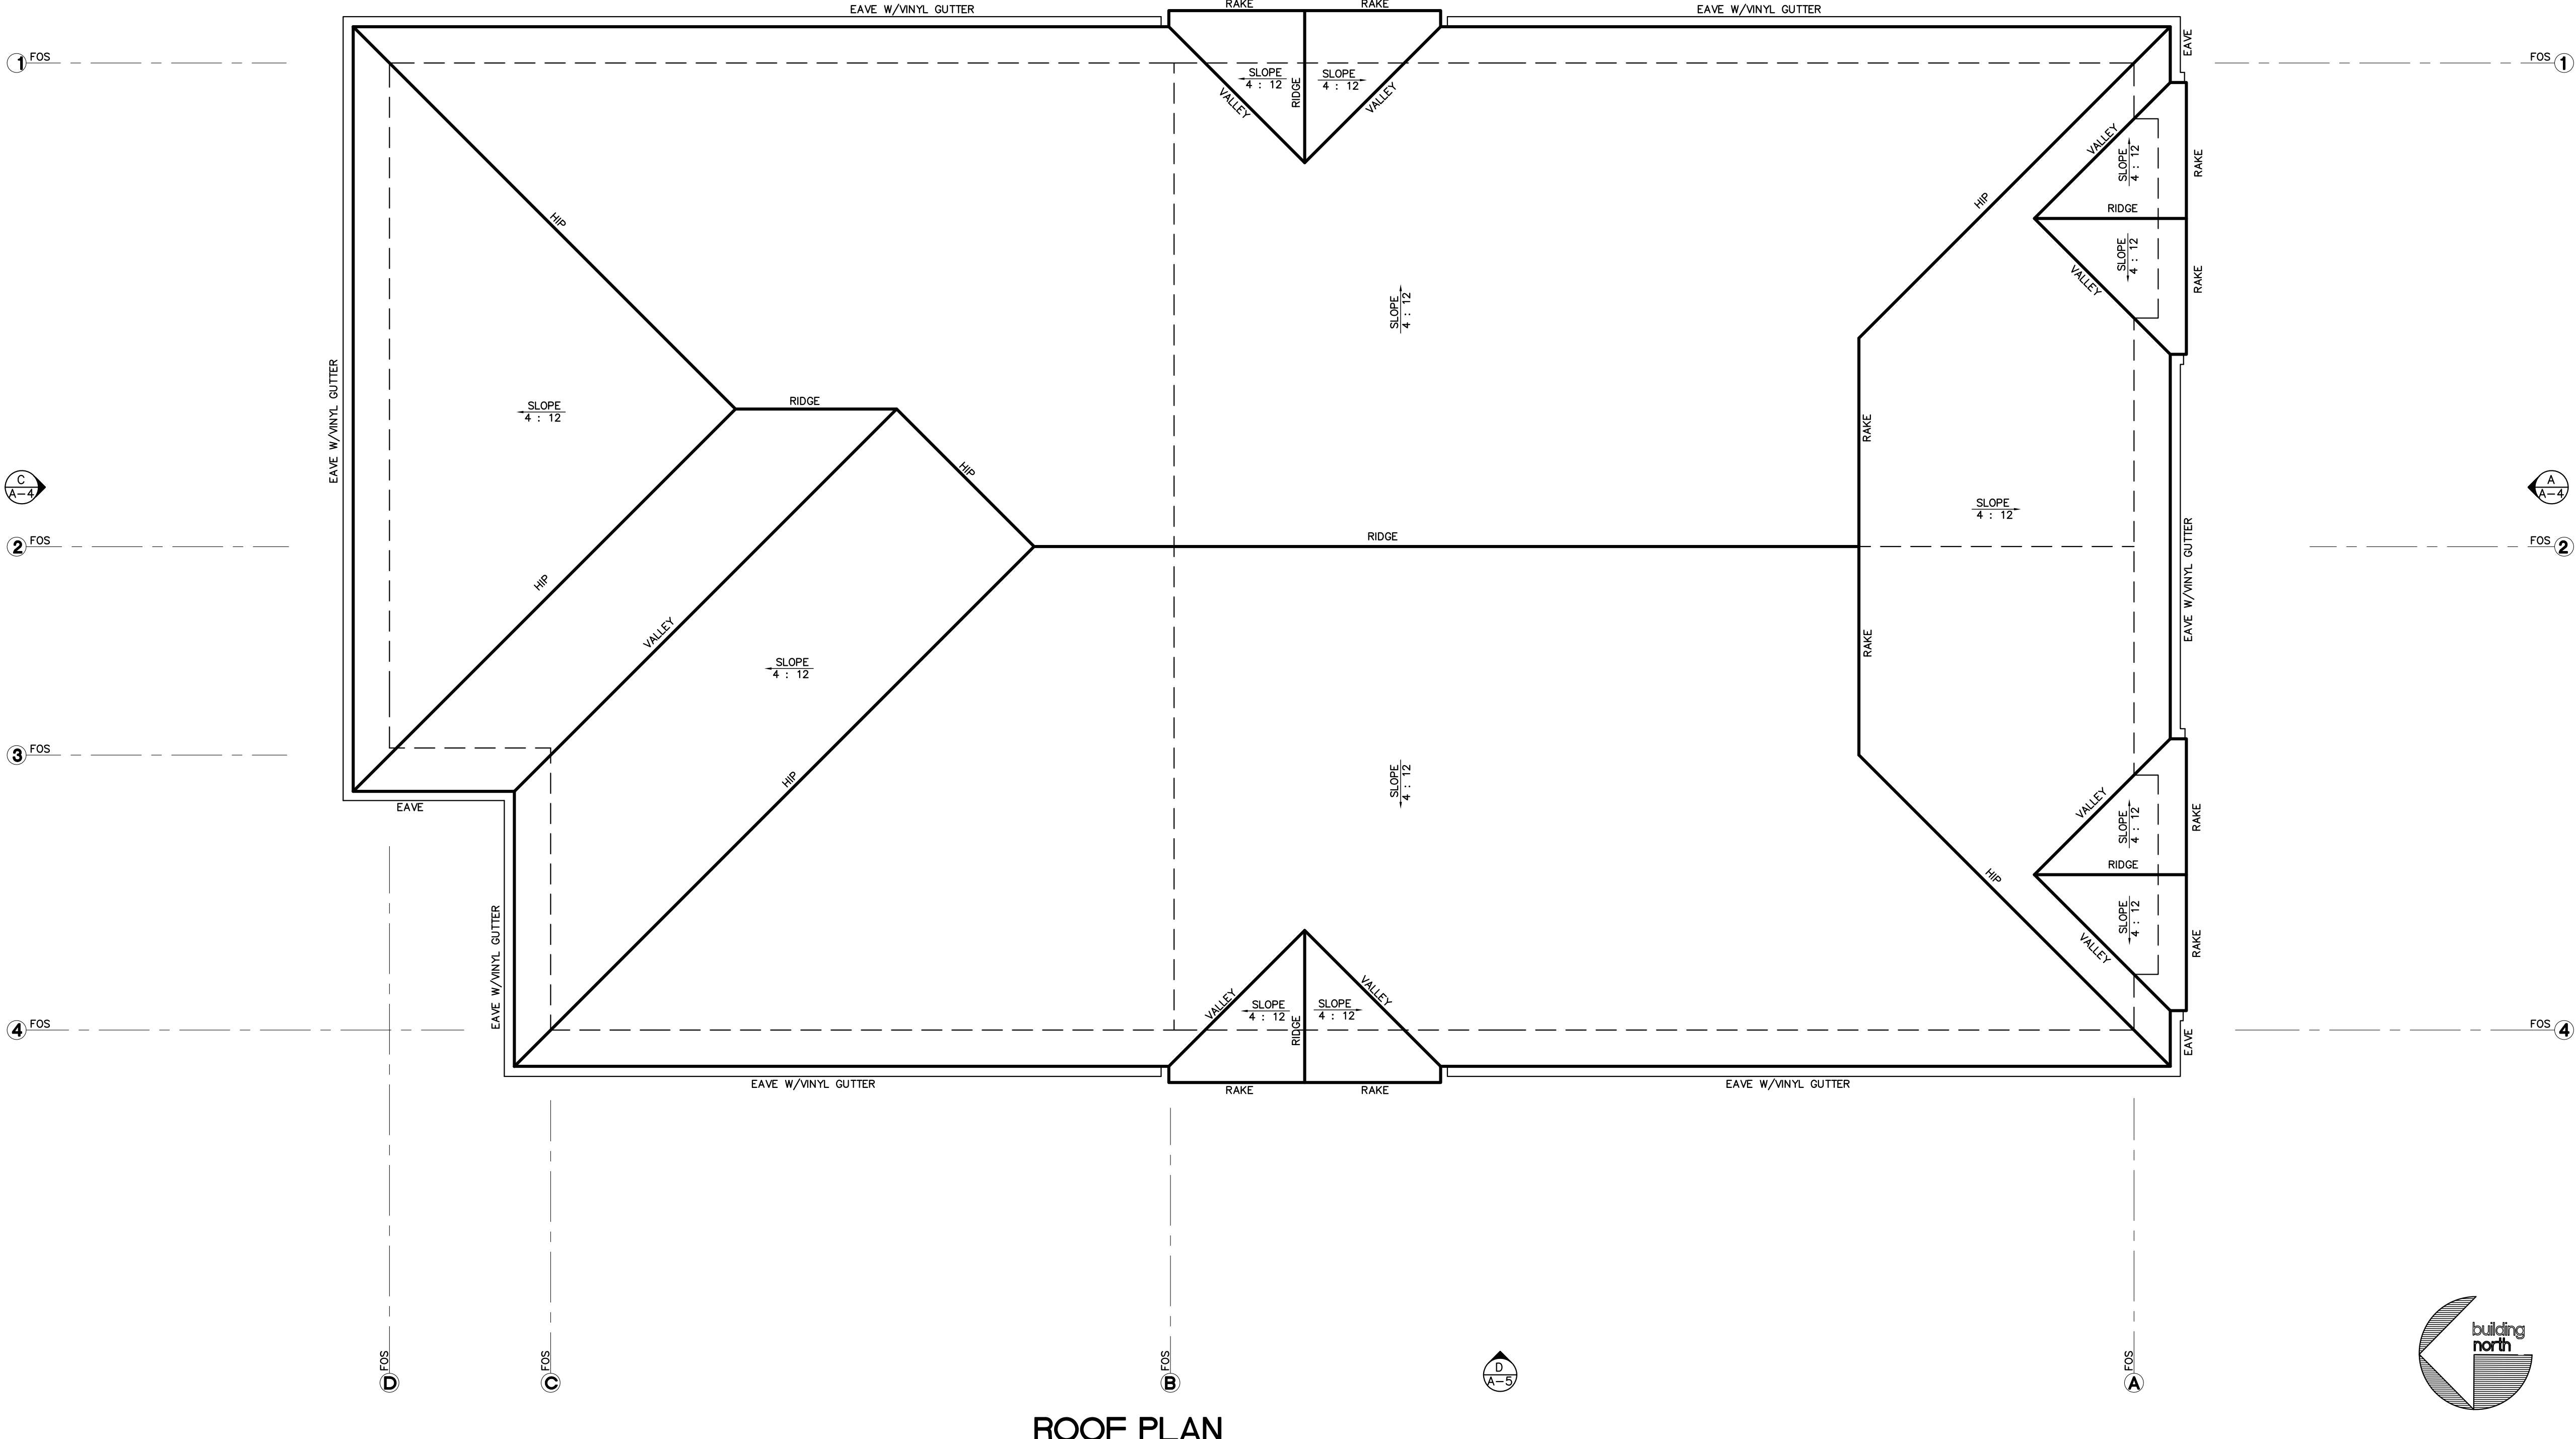 EAVE W/VINYL GUTTER
RAKE
RAKE
EAVE W/VINYL GUTTER
EAVE
1 FOS
FOS 1
SLOPE
4 : 12
SLOPE
4 : 12
RIDGE
VALLEY
VALLEY
VALLEY
SLOPE
4 : 12
RAKE
HIP
HIP
RIDGE
SLOPE
4 : 12
RAKE
VALLEY
SLOPE
4 : 12
EAVE W/VINYL GUTTER
SLOPE
4 : 12
RIDGE
RAKE
HIP
C
A-4
A
A-4
SLOPE
4 : 12
2 FOS
RIDGE
FOS 2
HIP
VALLEY
RAKE
EAVE W/VINYL GUTTER
SLOPE
4 : 12
3 FOS
HIP
SLOPE
4 : 12
EAVE
VALLEY
SLOPE
4 : 12
RAKE
RIDGE
HIP
EAVE W/VINYL GUTTER
SLOPE
4 : 12
RAKE
VALLEY
VALLEY
SLOPE
4 : 12
SLOPE
4 : 12
VALLEY
RIDGE
4 FOS
FOS 4
EAVE
EAVE W/VINYL GUTTER
RAKE
RAKE
EAVE W/VINYL GUTTER
building
north
FOS
FOS
FOS
FOS
D
C
B
D
A-5
A
ROOF PLAN